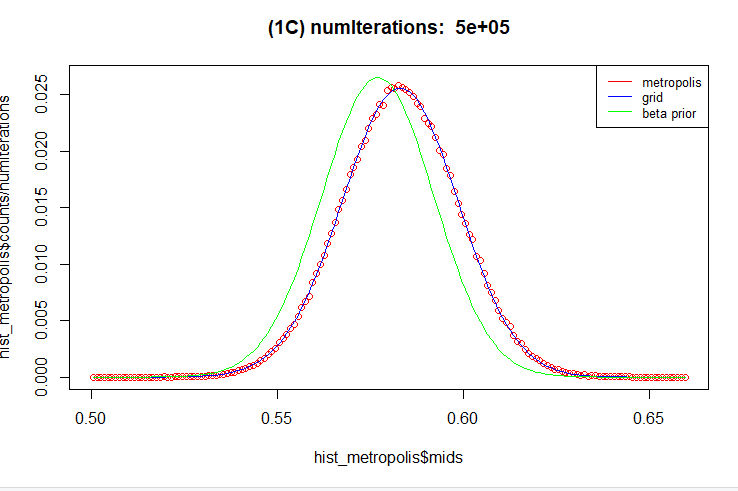 (1C) numIterations: 5e+05
hist_metropolis$counts/numIterations
0.000
0.005
0.010
0.015
0.020
0.025
metropolis
grid
beta prior
0.50
0.55
0.60
0.65
hist_metropolis$mids